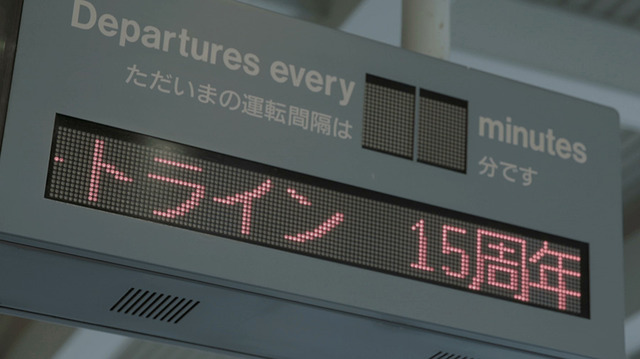 Departures every minutes
ただいまの運転間隔は 分です
トライン 15周年